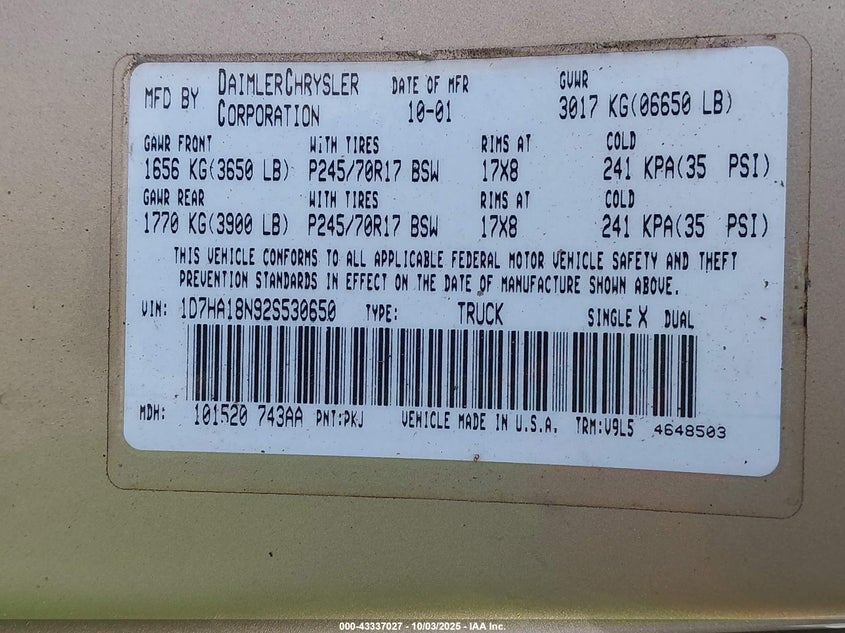 MFD BY DAIMLERCHRYSLER CORPORATION DATE OF MFR 10-01 GVWR 3017 KG(06650 LB)
GAWR FRONT WITH TIRES RIMS AT COLD
1656 KG(3650 LB) P245/70R17 BSW 17X8 241 KPA(35 PSI)
GAWR REAR WITH TIRES RIMS AT COLD
1770 KG(3900 LB) P245/70R17 BSW 17X8 241 KPA(35 PSI)
THIS VEHICLE CONFORMS TO ALL APPLICABLE FEDERAL MOTOR VEHICLE SAFETY AND THEFT
PREVENTION STANDARDS IN EFFECT ON THE DATE OF MANUFACTURE SHOWN ABOVE.
VIN: 1D7HA18N92S530650 TYPE: TRUCK SINGLE X DUAL
MDH: 101520 743AA PNT:PKJ VEHICLE MADE IN U.S.A. TRM:V9L5 4648503
000-43337027 - 10/03/2025 - IAA Inc.